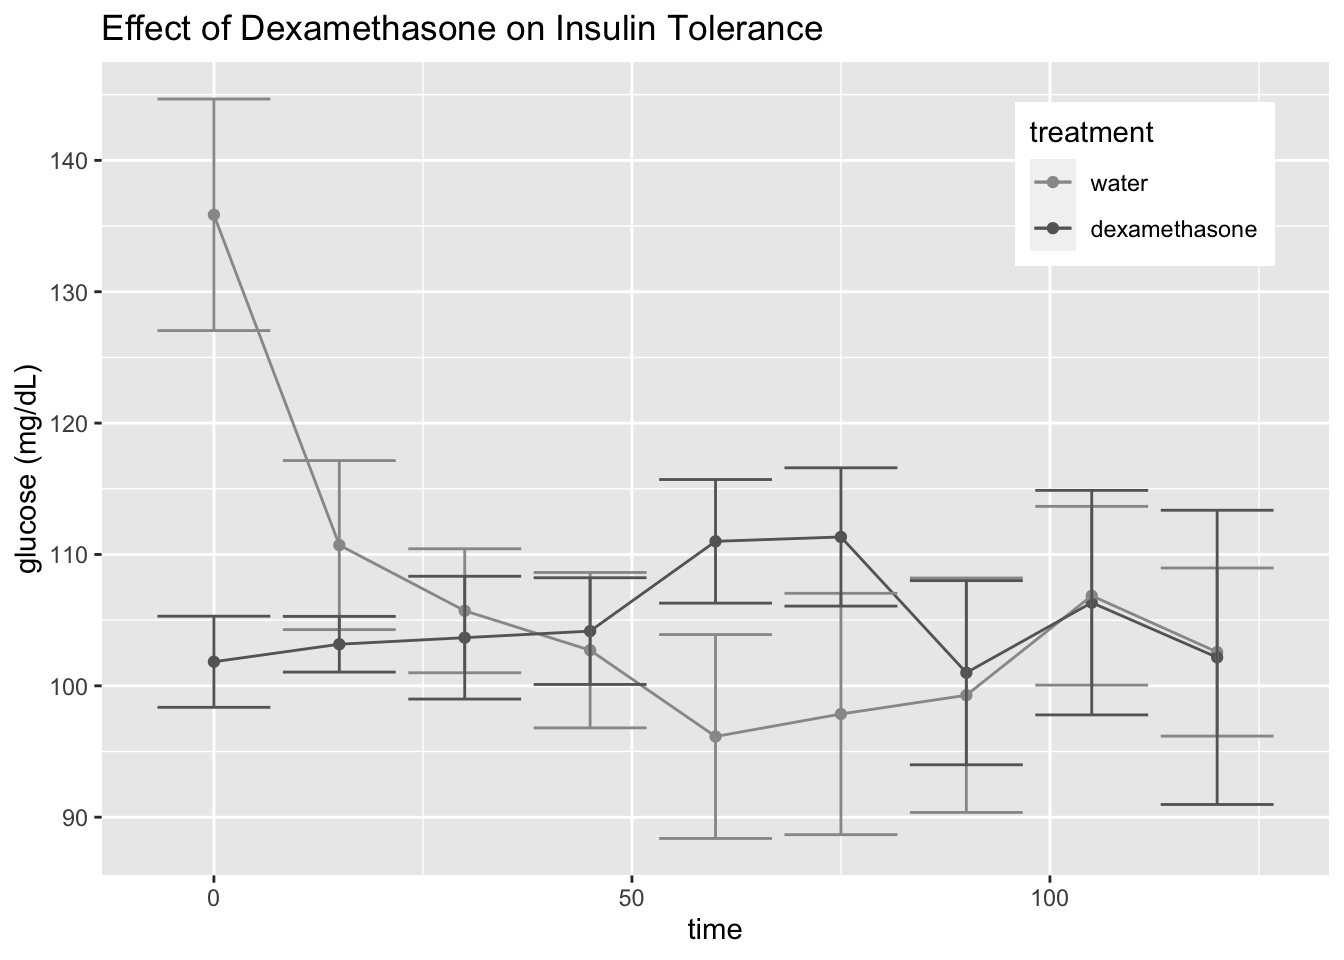 Effect of Dexamethasone on Insulin Tolerance
treatment
water
dexamethasone
140
130
120
110
100
90
glucose (mg/dL)
0
50
100
time